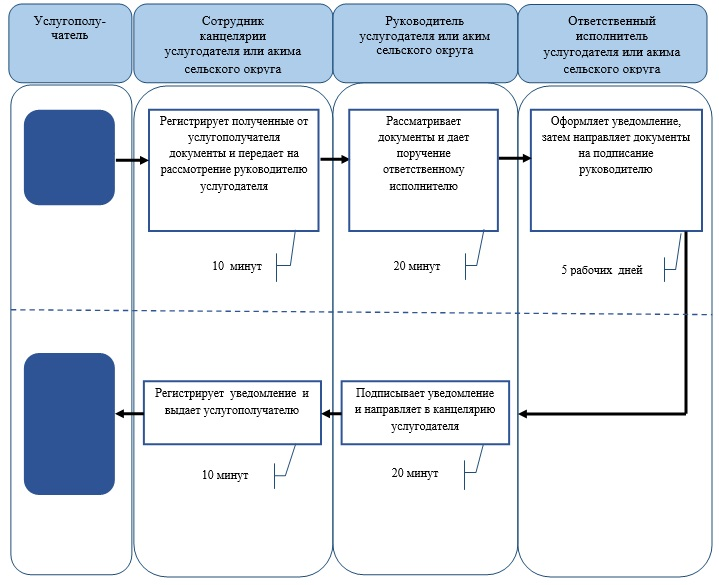 Услугополу-
чатель
Сотрудник
канцелярии
услугодателя или акима
сельского округа
Руководитель
услугодателя или аким
сельского округа
Ответственный
исполнитель
услугодателя или акима
сельского округа
Регистрирует полученные от
услугополучателя
документы и передает на
рассмотрение руководителю
услугодателя
Рассматривает
документы и дает
поручение
ответственному
исполнителю
Оформляет уведомление,
затем направляет документы
на подписание
руководителю
10 минут
20 минут
5 рабочих дней
Регистрирует уведомление и
выдает услугополучателю
Подписывает уведомление
и направляет в канцелярию
услугодателя
10 минут
20 минут